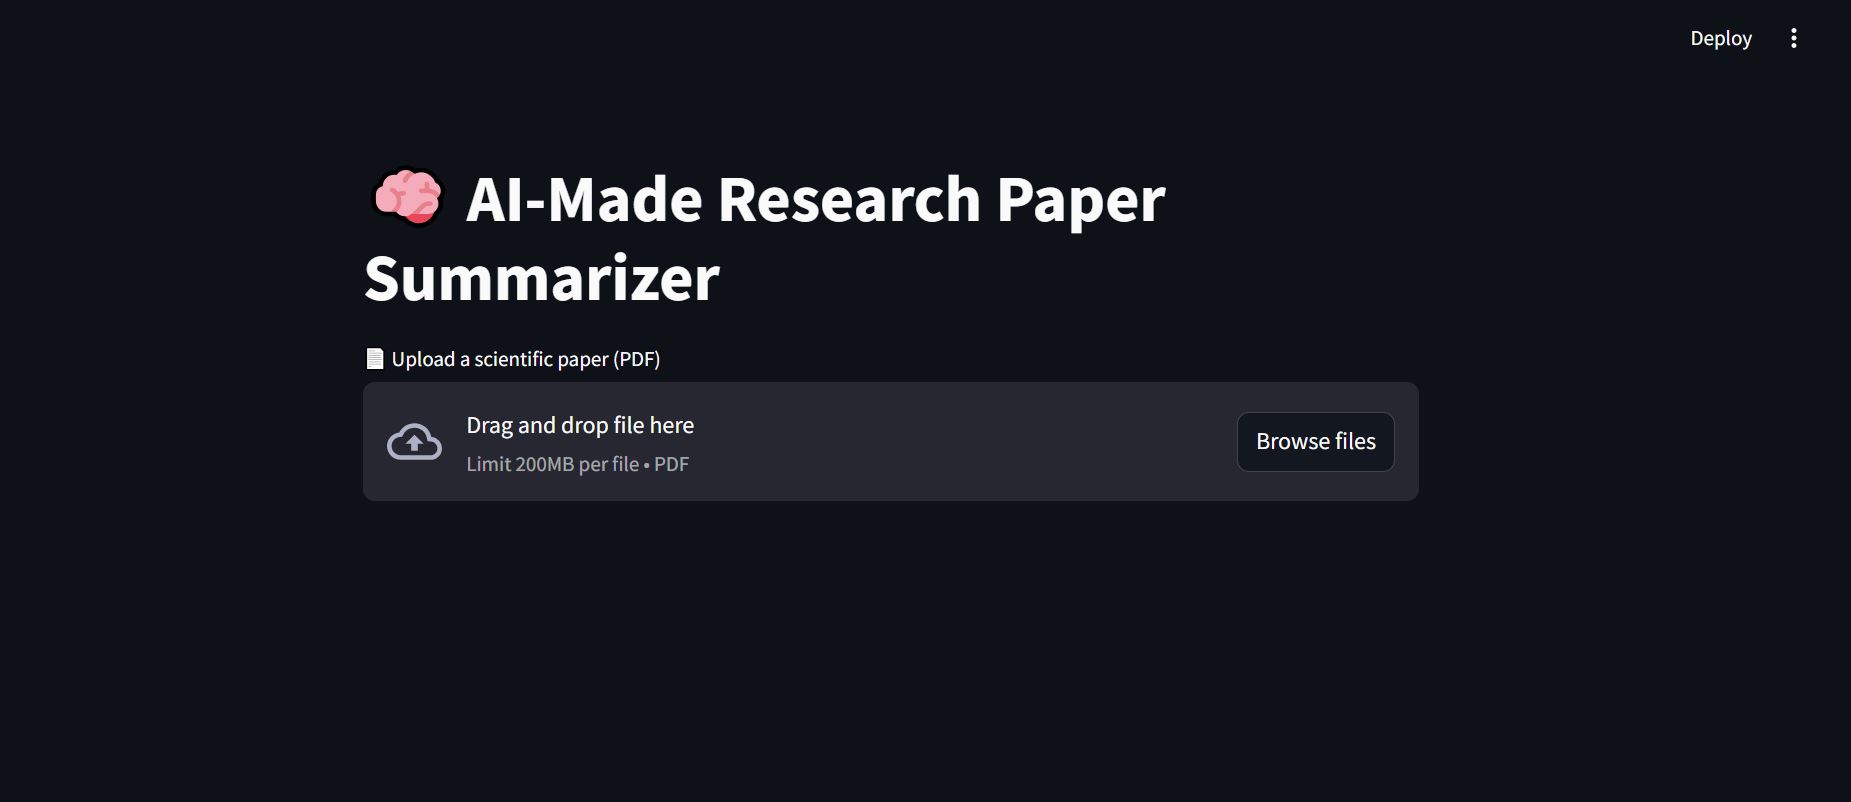 Deploy
🧠 AI-Made Research Paper
Summarizer
📄 Upload a scientific paper (PDF)
Drag and drop file here
Limit 200MB per file • PDF
Browse files